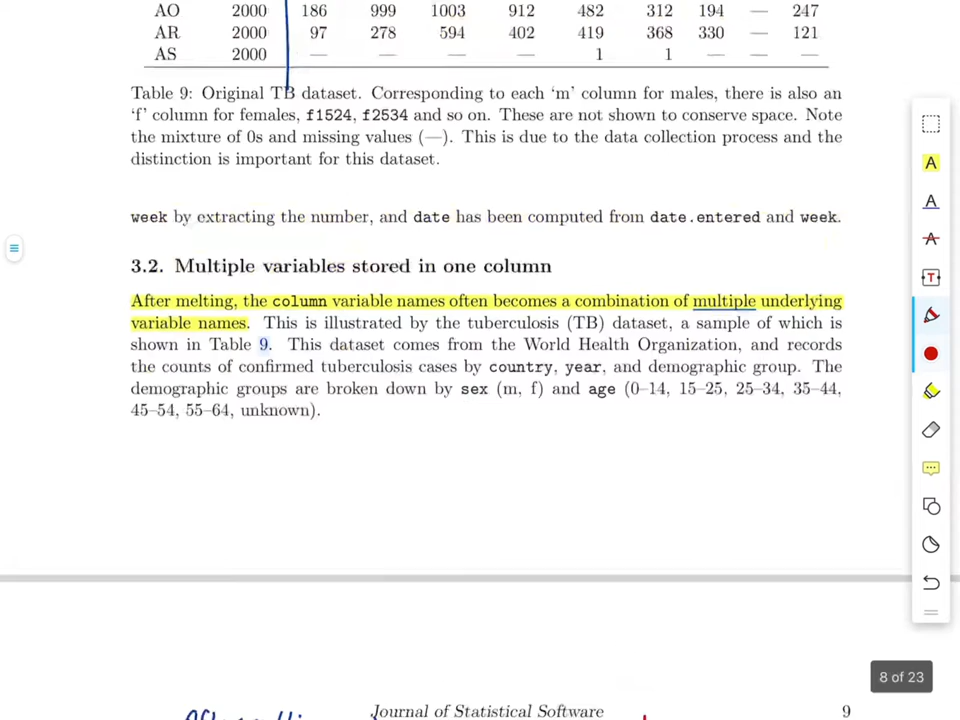 AO 2000 186 999 1003 912 482 312 194 — 247
AR 2000 97 278 594 402 419 368 330 — 121
AS 2000 — — — — 1 1 — — —
Table 9: Original TB dataset. Corresponding to each ‘m’ column for males, there is also an
‘f’ column for females, f1524, f2534 and so on. These are not shown to conserve space. Note
the mixture of 0s and missing values (—). This is due to the data collection process and the
distinction is important for this dataset.
week by extracting the number, and date has been computed from date.entered and week.
3.2. Multiple variables stored in one column
After melting, the column variable names often becomes a combination of multiple underlying
variable names. This is illustrated by the tuberculosis (TB) dataset, a sample of which is
shown in Table 9. This dataset comes from the World Health Organization, and records
the counts of confirmed tuberculosis cases by country, year, and demographic group. The
demographic groups are broken down by sex (m, f) and age (0–14, 15–25, 25–34, 35–44,
45–54, 55–64, unknown).
A
A
A
T
8 of 23
Journal of Statistical Software 9